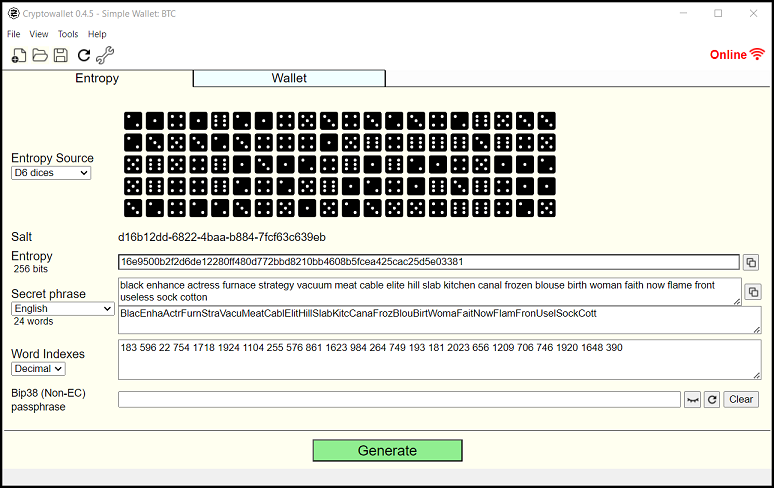 Cryptowallet 0.4.5 - Simple Wallet: BTC
File View Tools Help
Online
Entropy Wallet
Entropy Source
D6 dices
Salt d16b12dd-6822-4baa-b884-7fcf63c639eb
Entropy
256 bits
16e9500b2f2d6de12280ff480d772bbd8210bb4608b5fcea425cac25d5e03381
Secret phrase
English
24 words
black enhance actress furnace strategy vacuum meat cable elite hill slab kitchen canal frozen blouse birth woman faith now flame front
useless sock cotton
BlacEnhaActrFurnStraVacuMeatCablElitHillSlabKitcCanaFrozBlouBirtWomaFaitNowFlamFronUselSockCott
Word Indexes
Decimal
183 596 22 754 1718 1924 1104 255 576 861 1623 984 264 749 193 181 2023 656 1209 706 746 1920 1648 390
Bip38 (Non-EC)
passphrase
Clear
Generate